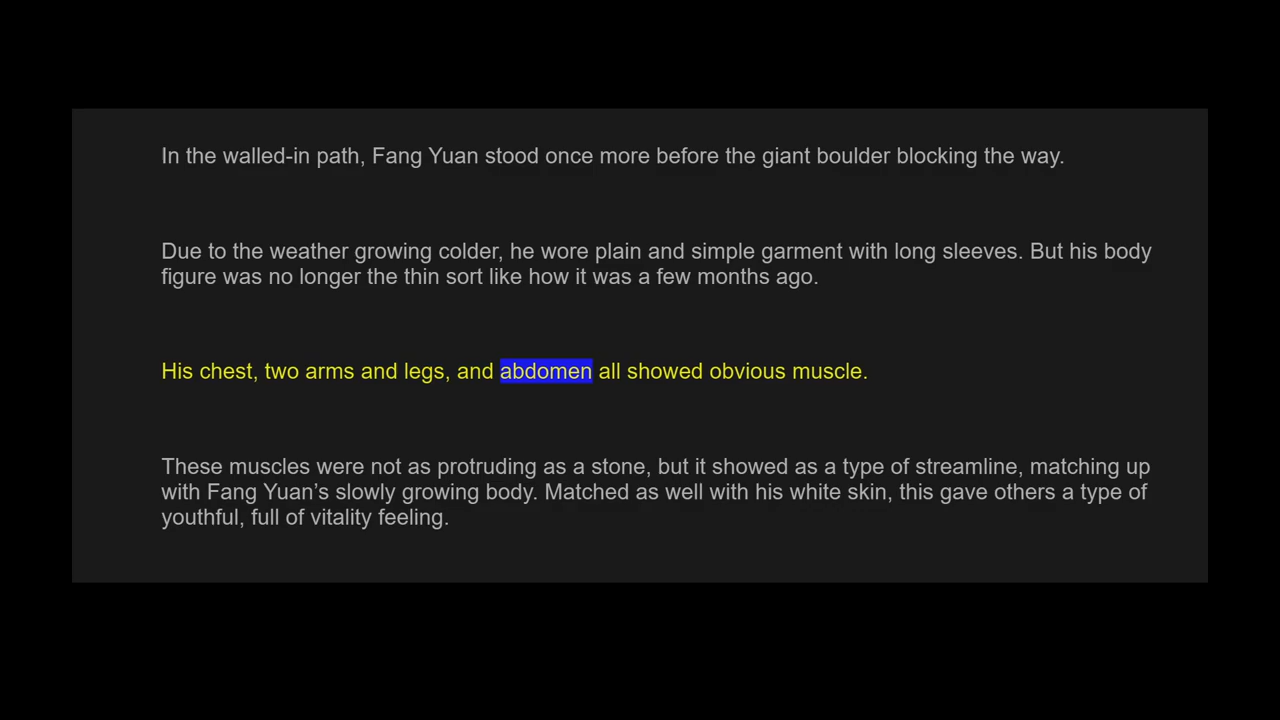 In the walled-in path, Fang Yuan stood once more before the giant boulder blocking the way.
Due to the weather growing colder, he wore plain and simple garment with long sleeves. But his body
figure was no longer the thin sort like how it was a few months ago.
His chest, two arms and legs, and abdomen all showed obvious muscle.
These muscles were not as protruding as a stone, but it showed as a type of streamline, matching up
with Fang Yuan’s slowly growing body. Matched as well with his white skin, this gave others a type of
youthful, full of vitality feeling.